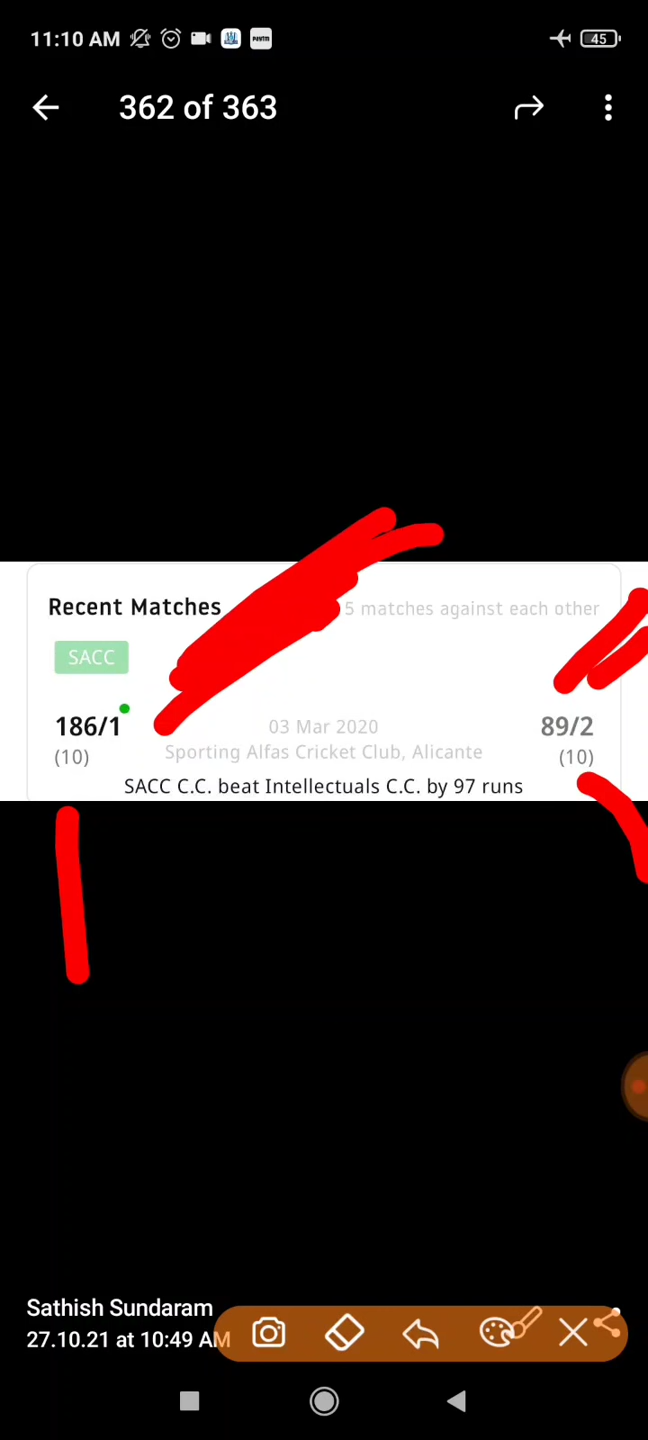 11:10 AM paytm 45
362 of 363
Recent Matches 5 matches against each other
SACC
186/1 03 Mar 2020 89/2
(10) Sporting Alfas Cricket Club, Alicante (10)
SACC C.C. beat Intellectuals C.C. by 97 runs
Sathish Sundaram
27.10.21 at 10:49 AM